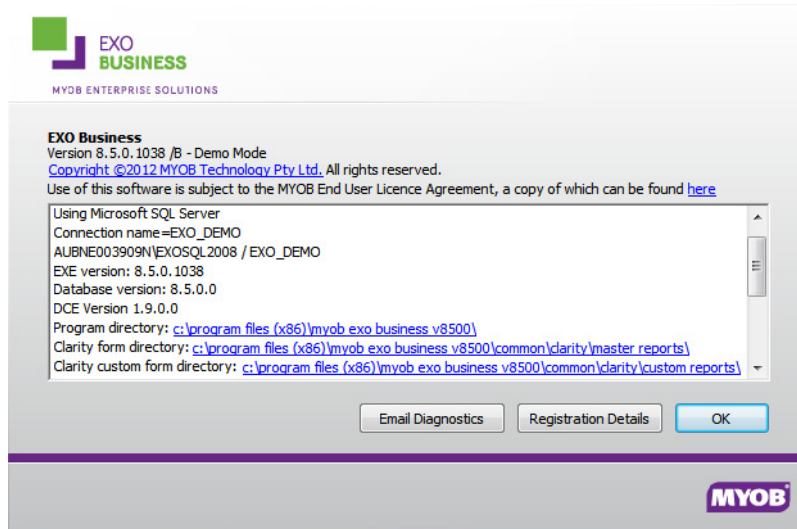 EXO
BUSINESS
MYOB ENTERPRISE SOLUTIONS
EXO Business
Version 8.5.0.1038 /B - Demo Mode
Copyright ©2012 MYOB Technology Pty Ltd. All rights reserved.
Use of this software is subject to the MYOB End User Licence Agreement, a copy of which can be found here
Using Microsoft SQL Server
Connection name=EXO_DEMO
AUBNE003909N\EXOSQL2008 / EXO_DEMO
EXE version: 8.5.0.1038
Database version: 8.5.0.0
DCE Version 1.9.0.0
Program directory: c:\program files (x86)\myob exo business v8500\
Clarity form directory: c:\program files (x86)\myob exo business v8500\common\clarity\master reports\
Clarity custom form directory: c:\program files (x86)\myob exo business v8500\common\clarity\custom reports\
Email Diagnostics Registration Details OK
MYOB